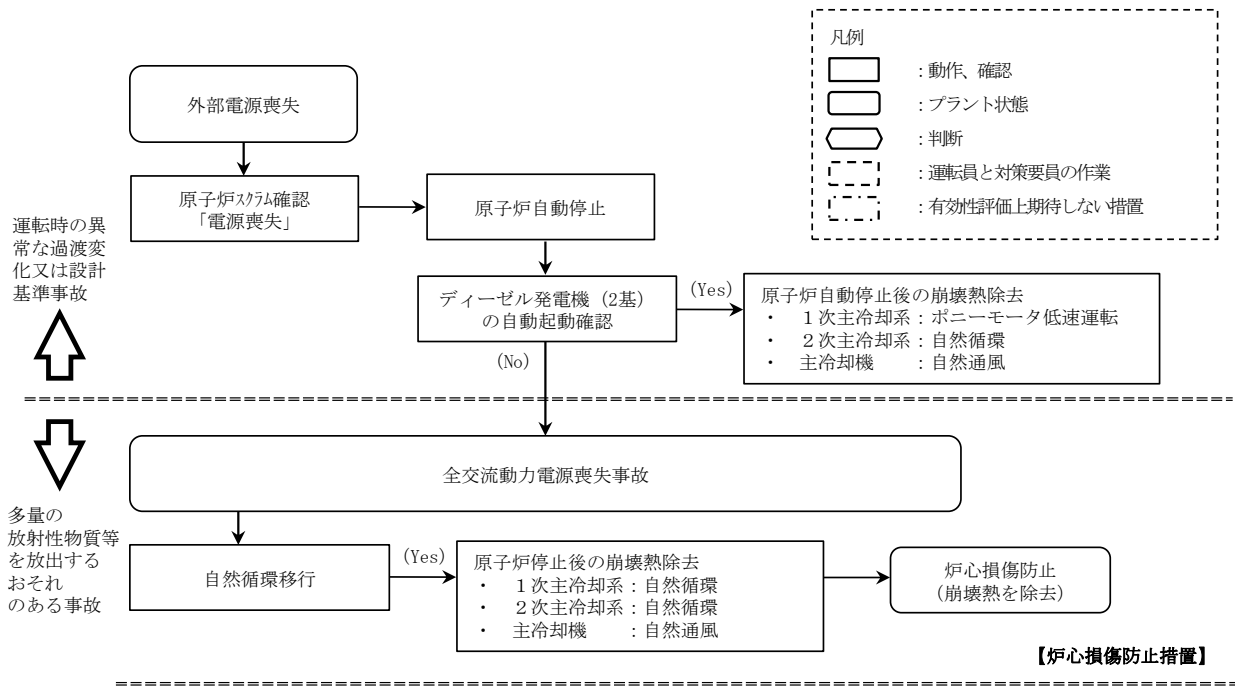 凡例
：動作、確認
：プラント状態
：判断
：運転員と対策要員の作業
：有効性評価上期待しない措置
外部電源喪失
原子炉ｽｸﾗﾑ確認
「電源喪失」
原子炉自動停止
運転時の異
常な過渡変
化又は設計
基準事故
ディーゼル発電機（2基）
の自動起動確認
(Yes)
(No)
原子炉自動停止後の崩壊熱除去
・　１次主冷却系：ポニーモータ低速運転
・　２次主冷却系：自然循環
・　主冷却機　　：自然通風
全交流動力電源喪失事故
多量の
放射性物質等
を放出する
おそれ
のある事故
自然循環移行
(Yes)
原子炉停止後の崩壊熱除去
・　１次主冷却系：自然循環
・　２次主冷却系：自然循環
・　主冷却機　　：自然通風
炉心損傷防止
（崩壊熱を除去）
【炉心損傷防止措置】